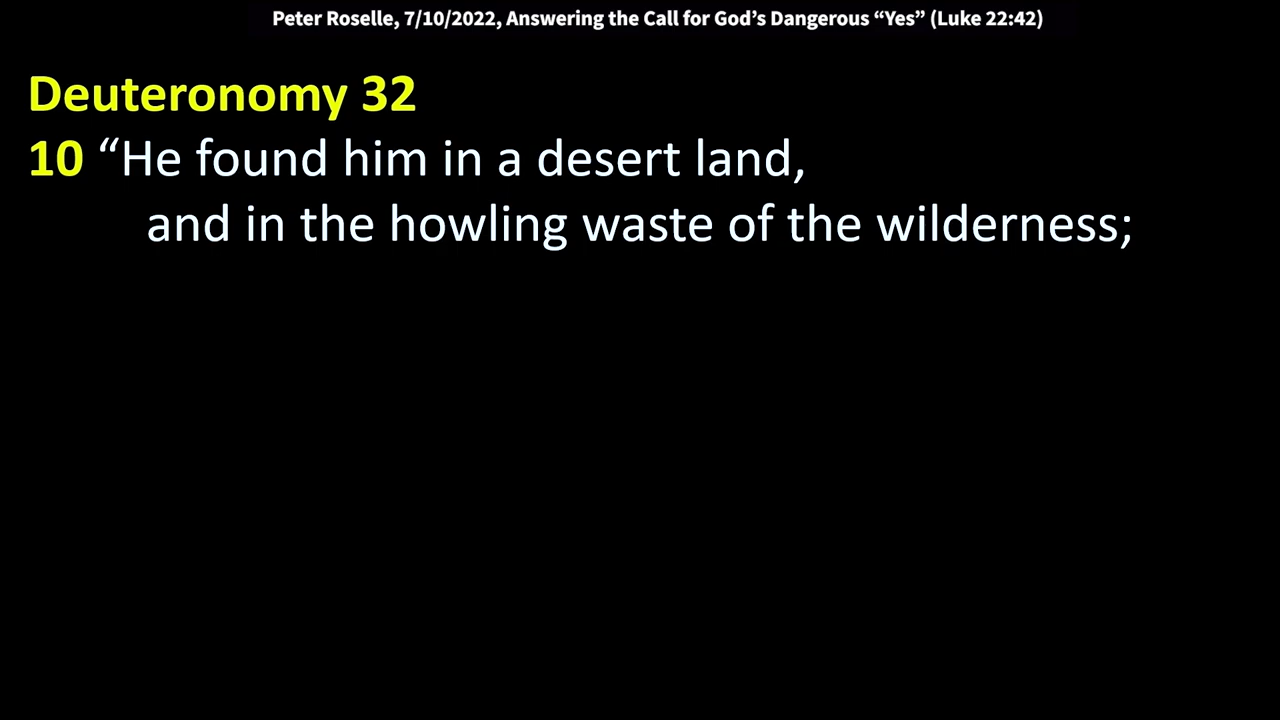 Peter Roselle, 7/10/2022, Answering the Call for God’s Dangerous “Yes” (Luke 22:42)
Deuteronomy 32
10 “He found him in a desert land,
and in the howling waste of the wilderness;